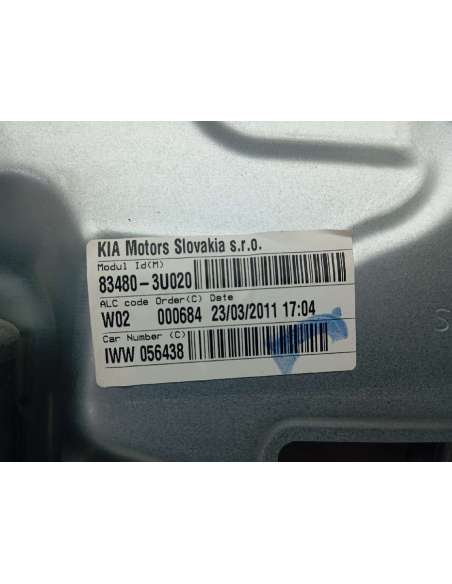 KIA Motors Slovakia s.r.o.
Modul Id(M)
83480-3U020
ALC code Order(C) Date
W02 000684 23/03/2011 17:04
Car Number (C)
IWW 056438
S